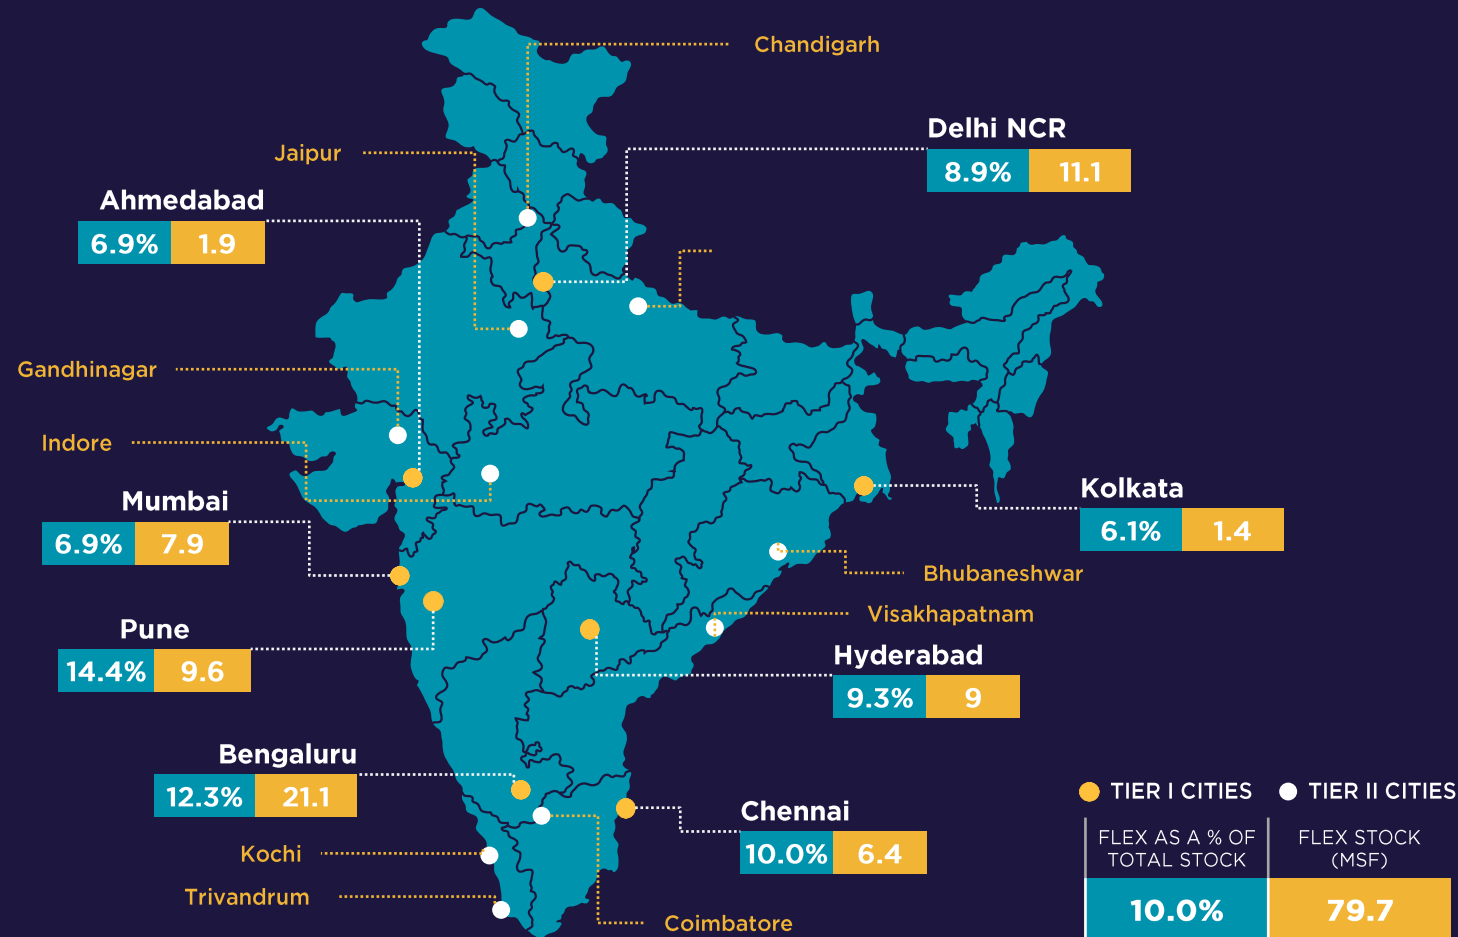 Chandigarh
Delhi NCR
8.9% 11.1
Jaipur
Ahmedabad
6.9% 1.9
Gandhinagar
Indore
Mumbai
6.9% 7.9
Kolkata
6.1% 1.4
Bhubaneshwar
Visakhapatnam
Pune
14.4% 9.6
Hyderabad
9.3% 9
Bengaluru
12.3% 21.1
Chennai
10.0% 6.4
Kochi
Trivandrum
Coimbatore
TIER I CITIES TIER II CITIES
FLEX AS A % OF
TOTAL STOCK
FLEX STOCK
(MSF)
10.0% 79.7